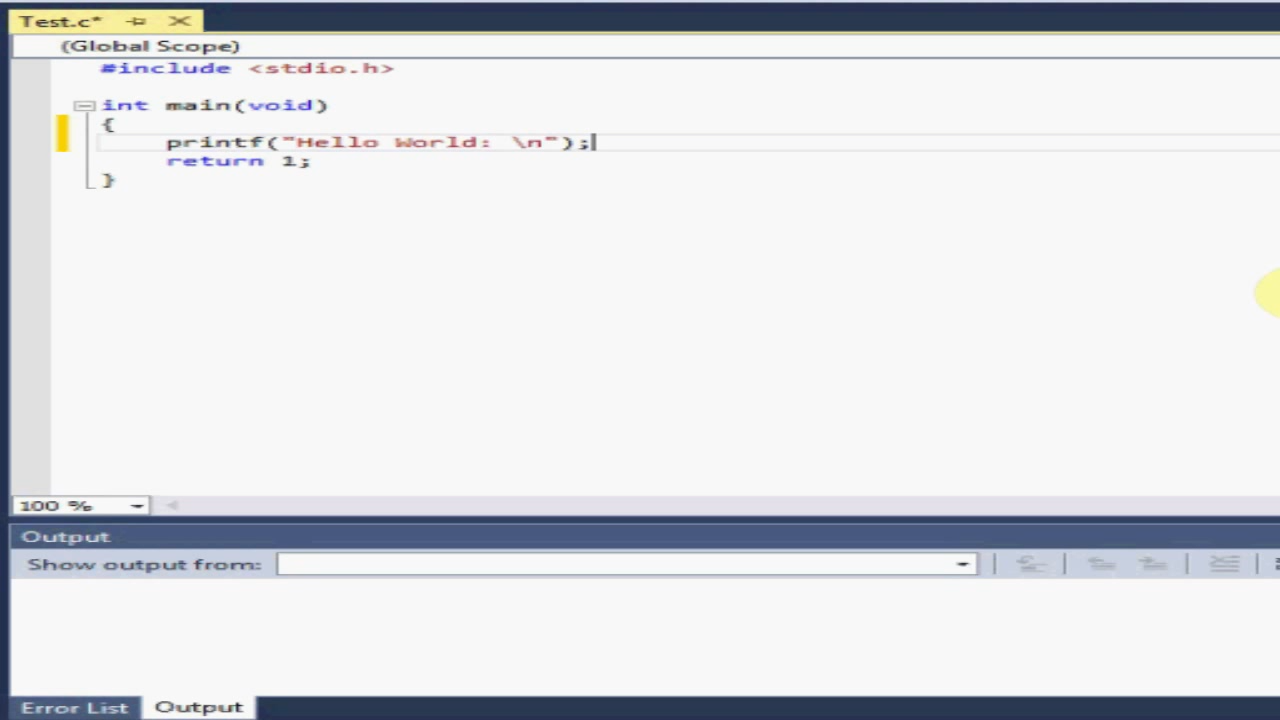 Test.c*
(Global Scope)
#include <stdio.h>
int main(void)
{
printf("Hello World: \n");
return 1;
}
100 %
Output
Show output from:
Error List Output